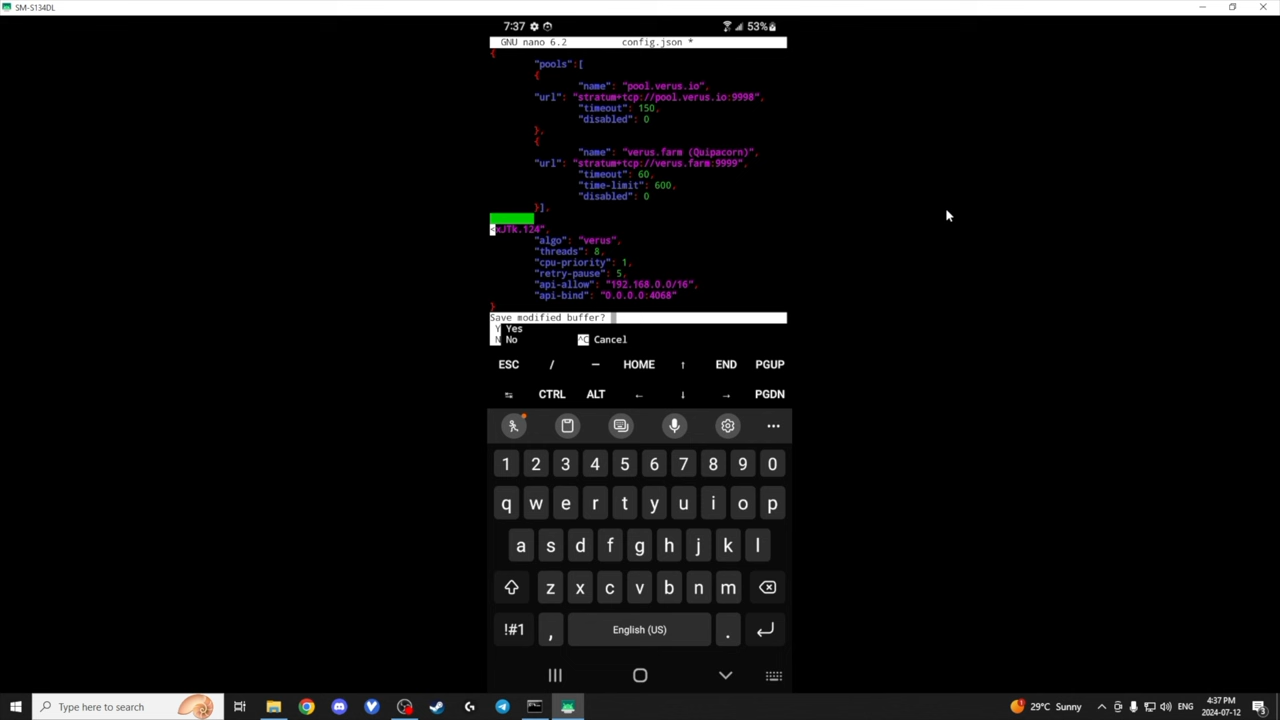 SM-S134DL
7:37 53%
GNU nano 6.2 config.json *
{
"pools":[
{
"name": "pool.verus.io",
"url": "stratum+tcp://pool.verus.io:9998",
"timeout": 150,
"disabled": 0
},
{
"name": "verus.farm (Quipacorn)",
"url": "stratum+tcp://verus.farm:9999",
"timeout": 60,
"time-limit": 600,
"disabled": 0
}],
<xJTk.124",
"algo": "verus",
"threads": 8,
"cpu-priority": 1,
"retry-pause": 5,
"api-allow": "192.168.0.0/16",
"api-bind": "0.0.0.0:4068"
}
Save modified buffer?
Y Yes
N No ^C Cancel
ESC / — HOME ↑ END PGUP
⇆ CTRL ALT ← ↓ → PGDN
1 2 3 4 5 6 7 8 9 0
q w e r t y u i o p
a s d f g h j k l
z x c v b n m
!#1 , English (US) .
Type here to search
29°C Sunny
ENG
4:37 PM
2024-07-12
3